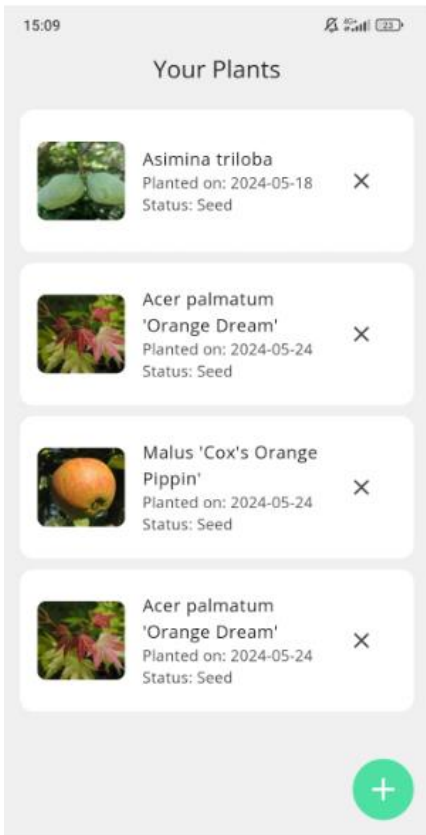 15:09
23
Your Plants
Asimina triloba
Planted on: 2024-05-18
Status: Seed
Acer palmatum
'Orange Dream'
Planted on: 2024-05-24
Status: Seed
Malus 'Cox's Orange
Pippin'
Planted on: 2024-05-24
Status: Seed
Acer palmatum
'Orange Dream'
Planted on: 2024-05-24
Status: Seed